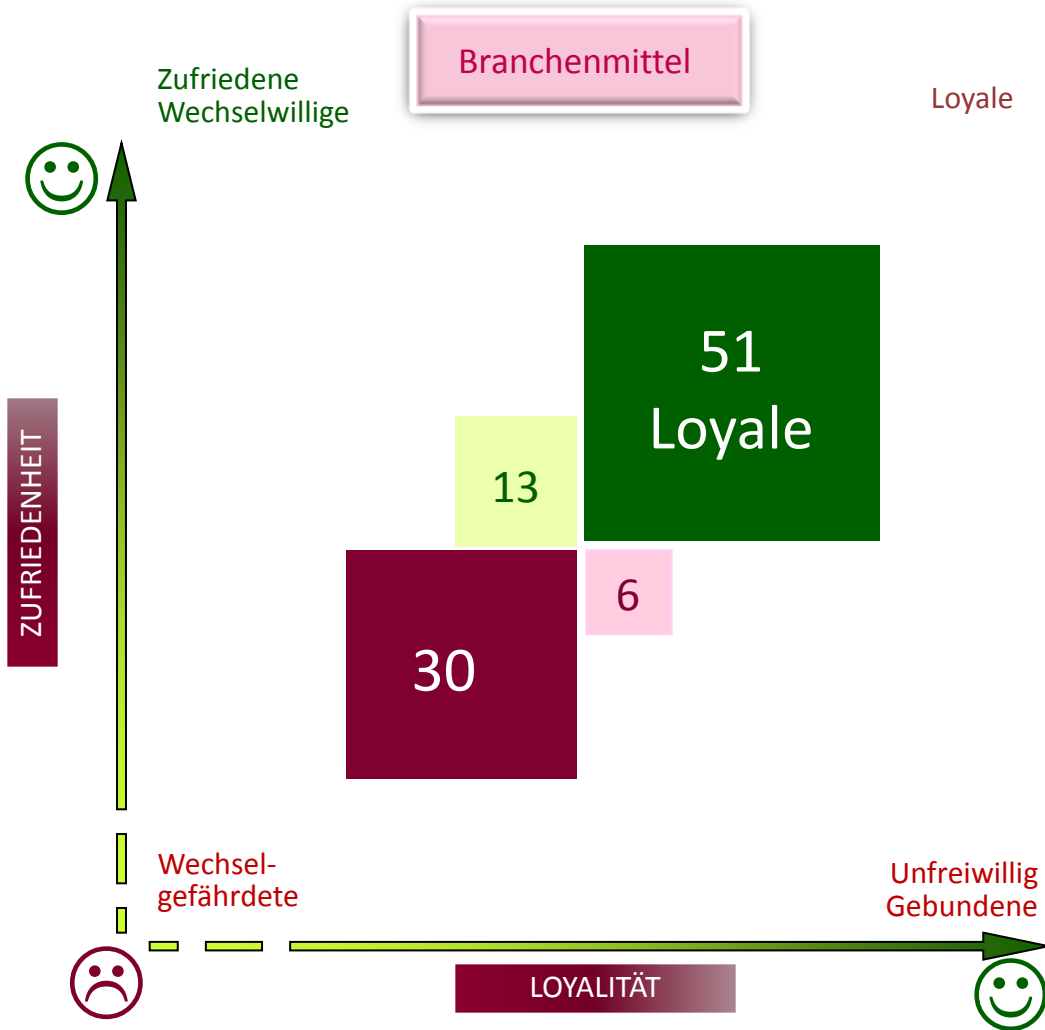 Branchenmittel
Zufriedene
Wechselwillige
Loyale
51
Loyale
13
6
30
ZUFRIEDENHEIT
Wechsel-
gefährdete
Unfreiwillig
Gebundene
LOYALITÄT